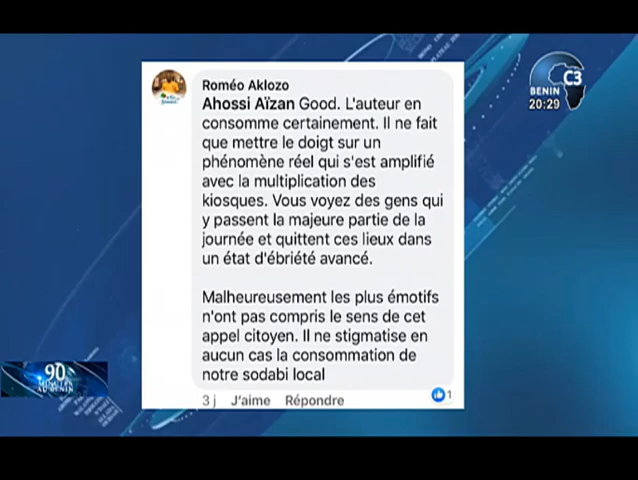 Roméo Aklozo
Ahossi Aïzan Good. L'auteur en
consomme certainement. Il ne fait
que mettre le doigt sur un
phénomène réel qui s'est amplifié
avec la multiplication des
kiosques. Vous voyez des gens qui
y passent la majeure partie de la
journée et quittent ces lieux dans
un état d'ébriété avancé.
Malheureusement les plus émotifs
n'ont pas compris le sens de cet
appel citoyen. Il ne stigmatise en
aucun cas la consommation de
notre sodabi local
3 j J'aime Répondre 1
C3
BENIN
20:29
90
MINUTES
AU BENIN